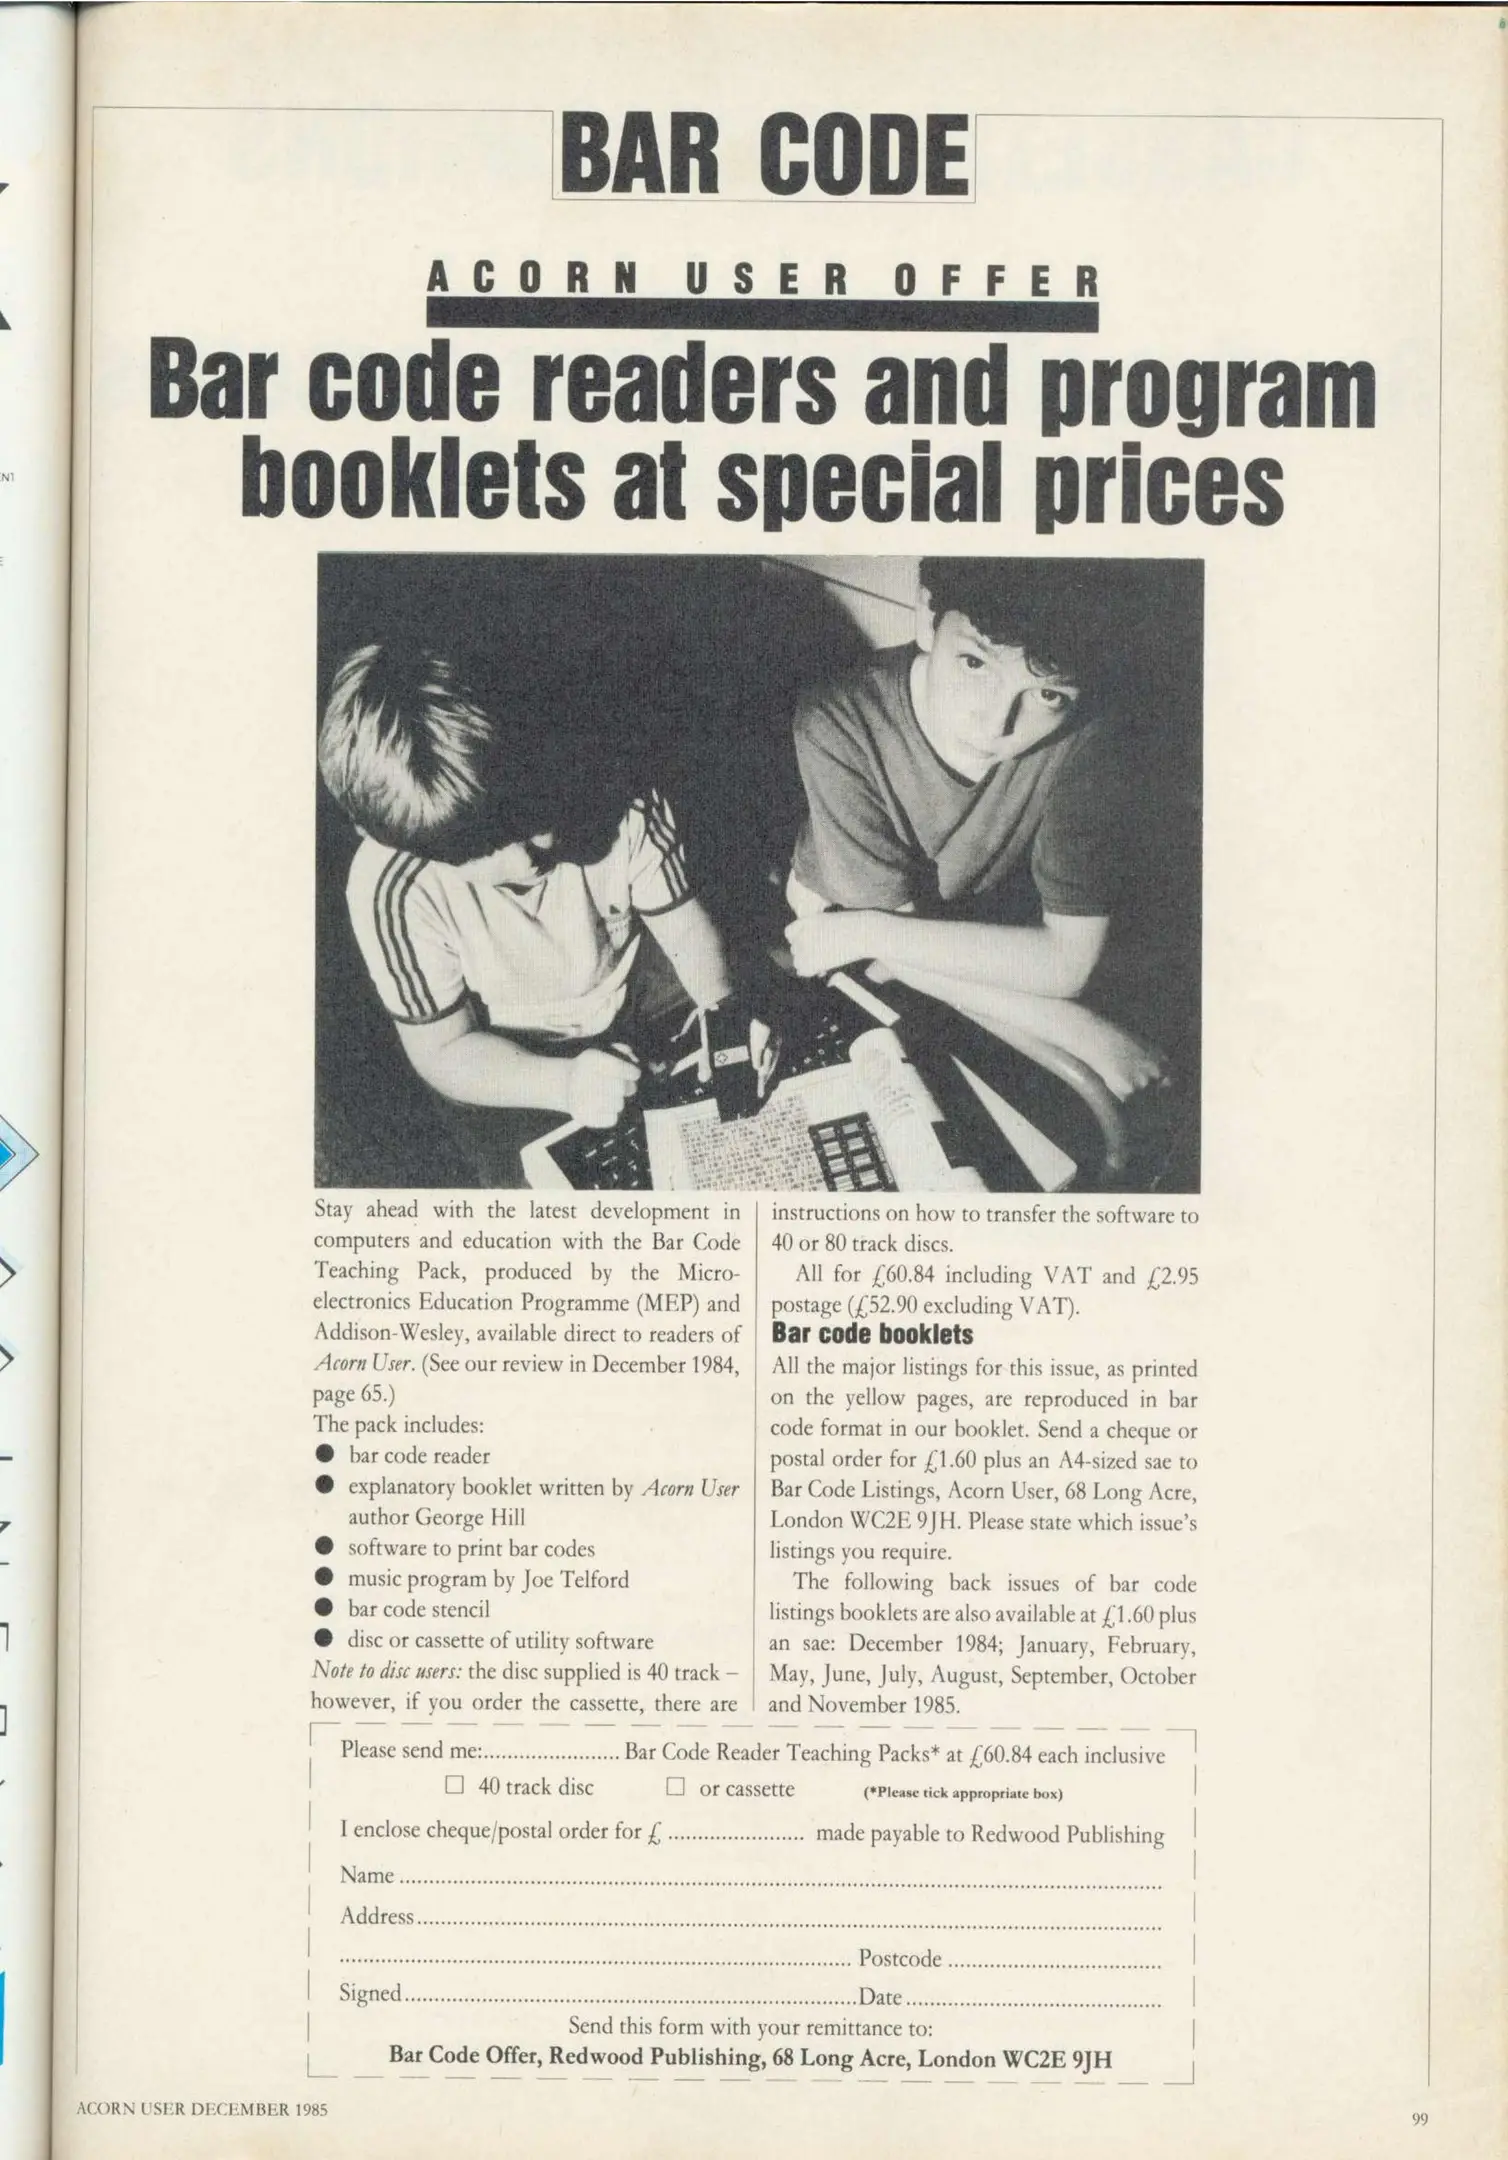 BAR CODE
ACORN USER OFFER
Bar code readers and program
booklets at special prices
Stay ahead with the latest development in
computers and education with the Bar Code
Teaching Pack, produced by the Micro-
electronics Education Programme (MEP) and
Addison-Wesley, available direct to readers of
Acorn User. (See our review in December 1984,
page 65.)
The pack includes:
● bar code reader
● explanatory booklet written by Acorn User
author George Hill
● software to print bar codes
● music program by Joe Telford
● bar code stencil
● disc or cassette of utility software
Note to disc users: the disc supplied is 40 track –
however, if you order the cassette, there are
instructions on how to transfer the software to
40 or 80 track discs.
All for £60.84 including VAT and £2.95
postage (£52.90 excluding VAT).
Bar code booklets
All the major listings for this issue, as printed
on the yellow pages, are reproduced in bar
code format in our booklet. Send a cheque or
postal order for £1.60 plus an A4-sized sae to
Bar Code Listings, Acorn User, 68 Long Acre,
London WC2E 9JH. Please state which issue's
listings you require.
The following back issues of bar code
listings booklets are also available at £1.60 plus
an sae: December 1984; January, February,
May, June, July, August, September, October
and November 1985.
Please send me:....................... Bar Code Reader Teaching Packs* at £60.84 each inclusive
□ 40 track disc □ or cassette (*Please tick appropriate box)
I enclose cheque/postal order for £ ....................... made payable to Redwood Publishing
Name ...........................................................................
Address...........................................................................
........................................................... Postcode ....................................
Signed...........................................................Date ...........................................
Send this form with your remittance to:
Bar Code Offer, Redwood Publishing, 68 Long Acre, London WC2E 9JH
ACORN USER DECEMBER 1985
99